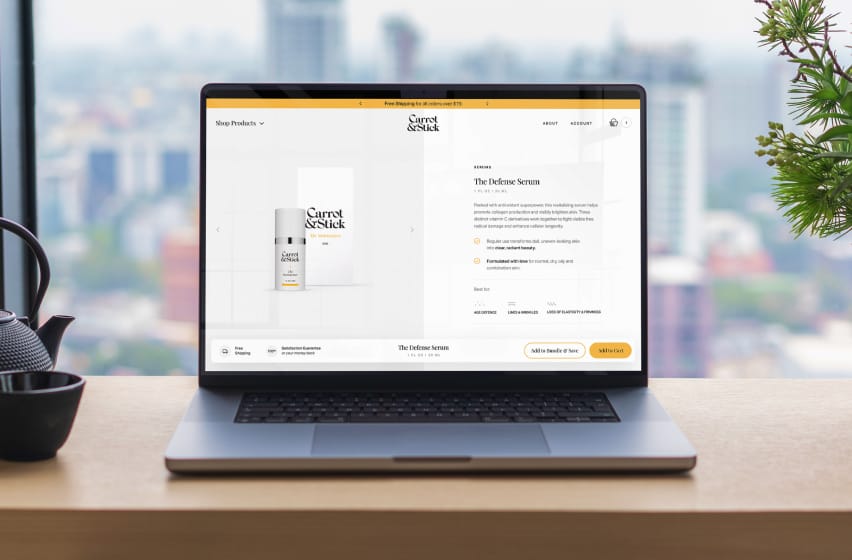 Free Shipping for all orders over $75
Shop Products
Carrot
&Stick
ABOUT
ACCOUNT
SERUMS
The Defense Serum
1 FL OZ | 30 ML
Packed with antioxidant superpower, this revitalizing serum helps
promote collagen production and visibly brighten skin. Three
distinct vitamin C derivatives work together to fight visible free
radical damage and enhance cellular longevity.
Regular use transforms dull, uneven-looking skin
into clear, radiant beauty.
Formulated with love for normal, dry, oily and
combination skin.
Best for:
AGE DEFENSE
LINES & WRINKLES
LOSS OF ELASTICITY & FIRMNESS
Carrot
&Stick
Carrot
&Stick
The
Free
Shipping
Satisfaction Guarantee
or your money back
The Defense Serum
1 FL OZ | 30 ML
Add to Bundle & Save
Add to Cart